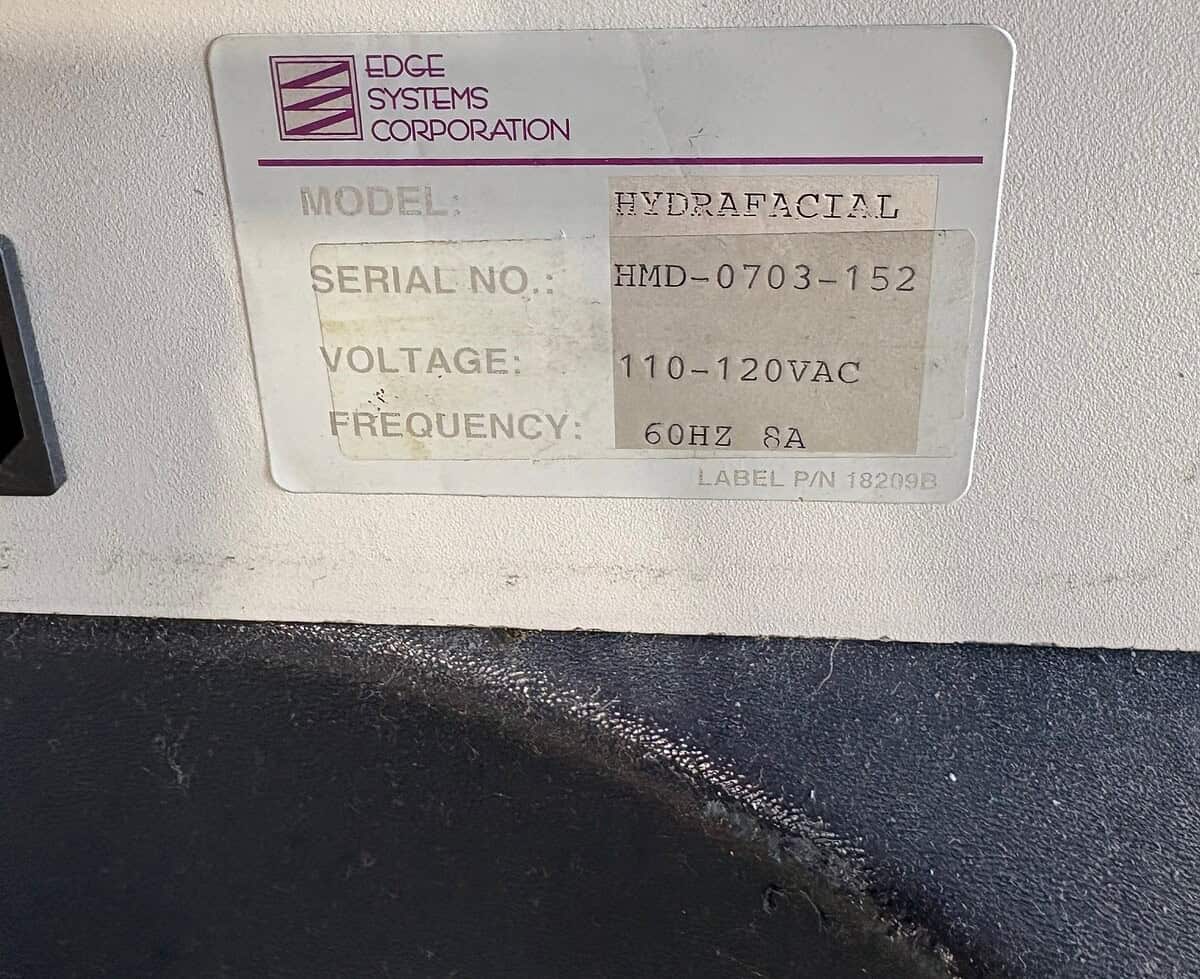 EDGE
SYSTEMS
CORPORATION
MODEL: HYDRAFACIAL
SERIAL NO.: HMD-0703-152
VOLTAGE: 110-120VAC
FREQUENCY: 60HZ 8A
LABEL P/N 18209B